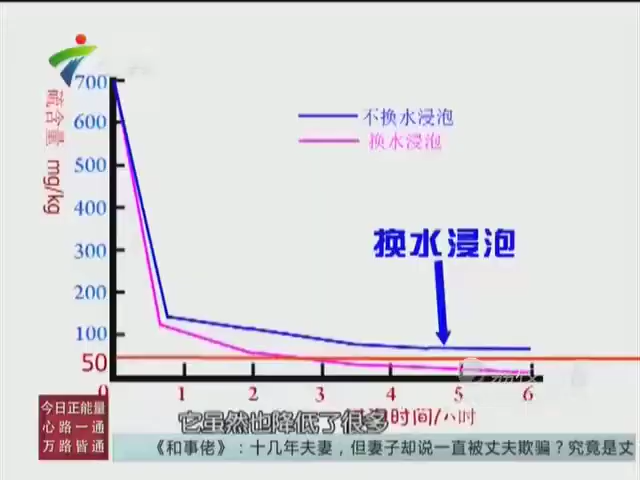 700
600
500
400
300
200
100
50
硫含量 mg/kg
不换水浸泡
换水浸泡
换水浸泡
0 1 2 3 4 5 6
时间/小时
它虽然也降低了很多
今日正能量
心路一通
万路皆通
《和事佬》:十几年夫妻,但妻子却说一直被丈夫欺骗?究竟是丈